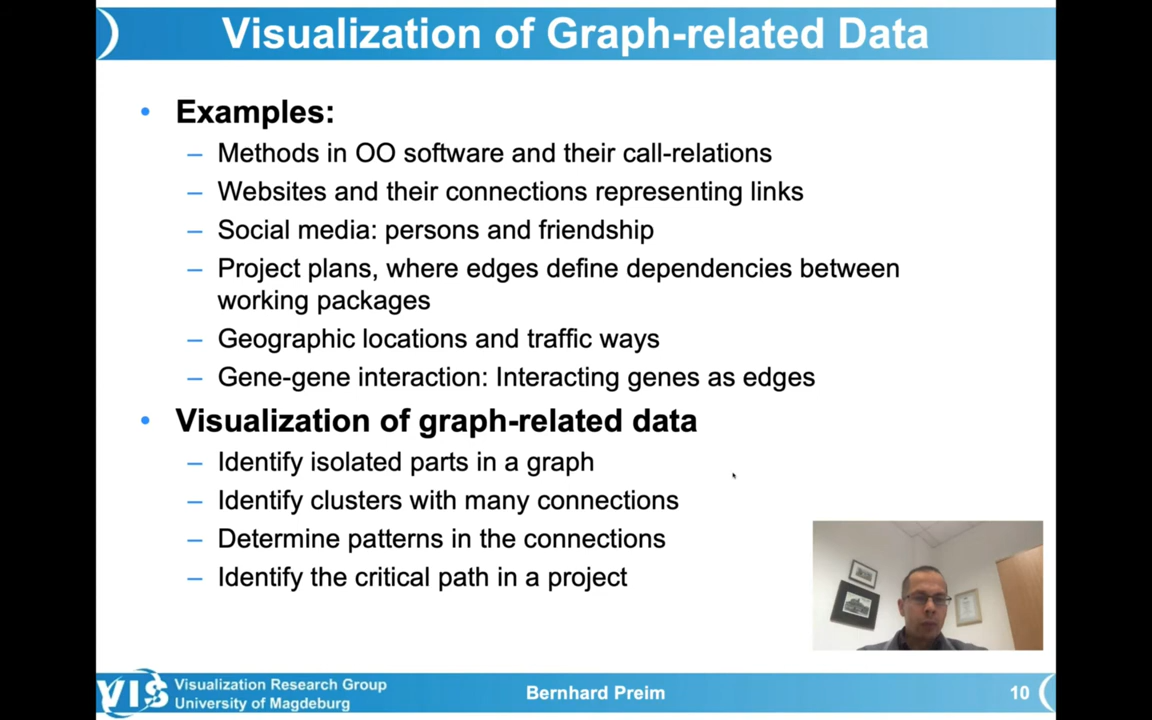 Visualization of Graph-related Data
• Examples:
– Methods in OO software and their call-relations
– Websites and their connections representing links
– Social media: persons and friendship
– Project plans, where edges define dependencies between
working packages
– Geographic locations and traffic ways
– Gene-gene interaction: Interacting genes as edges
• Visualization of graph-related data
– Identify isolated parts in a graph
– Identify clusters with many connections
– Determine patterns in the connections
– Identify the critical path in a project
VIS
Visualization Research Group
University of Magdeburg
Bernhard Preim
10